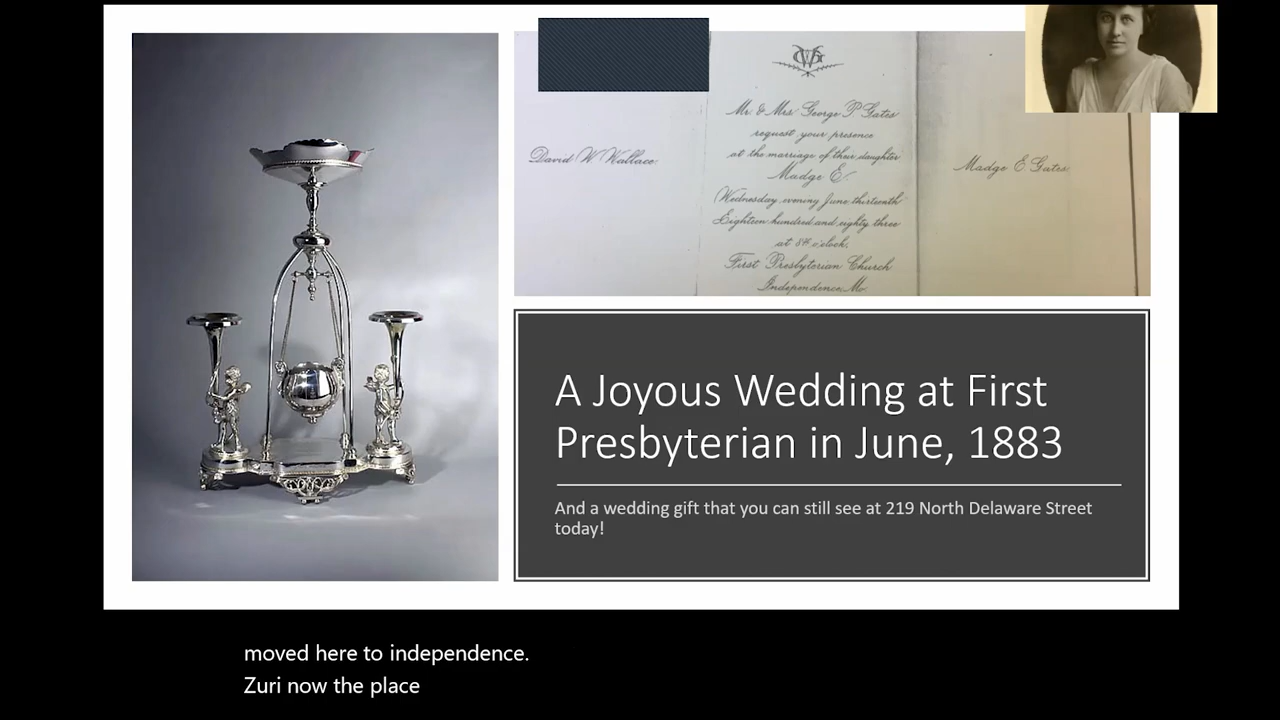 David W Wallace
Mr. & Mrs. George P. Gates
request your presence
at the marriage of their daughter
Madge E.
Wednesday evening June thirteenth
Eighteen hundred and eighty three
at 8½ o'clock,
First Presbyterian Church
Independence, Mo.
Madge E. Gates.
A Joyous Wedding at First
Presbyterian in June, 1883
And a wedding gift that you can still see at 219 North Delaware Street
today!
moved here to independence.
Zuri now the place